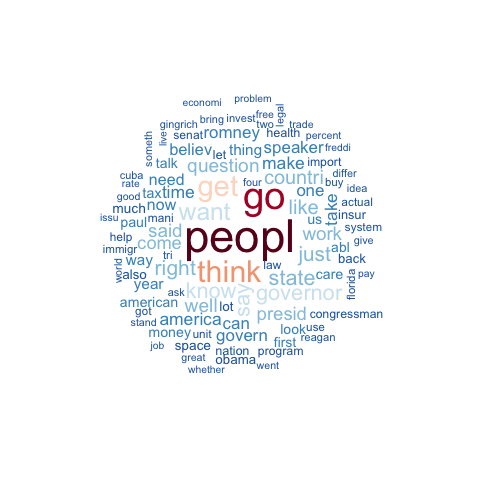 economi problem
gingrich bring invest free legal
senat romney let two trade
live health percent
someth believ thing speaker freddi
talk question make import
cuba need get countri differ
rate taxtime four one buy idea
good now want go like take actual
issu much mani us insur
paul said peopl work system
help come abl give
immigr way tri think law just back
world also right state care pay
year know say governor florida
american ask well lot presid congressman
got america can look use
stand money unit govern first reagan
job space nation program
great obama went
whether